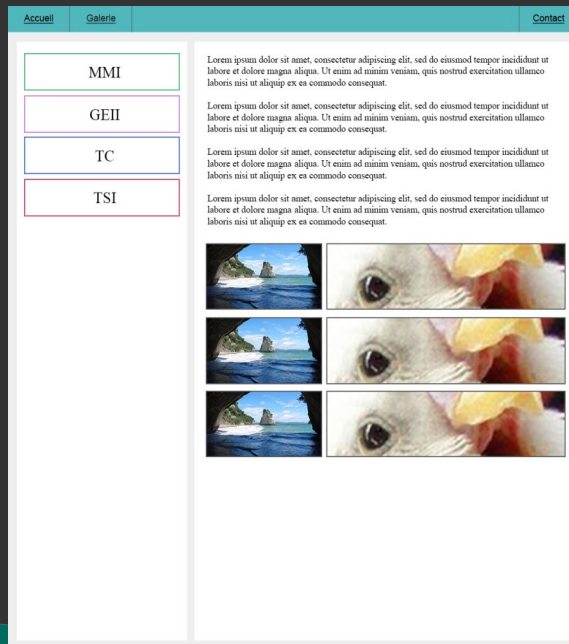 Accueil
Galerie
Contact
MMI
GEII
TC
TSI
Lorem ipsum dolor sit amet, consectetur adipiscing elit, sed do eiusmod tempor incididunt ut
labore et dolore magna aliqua. Ut enim ad minim veniam, quis nostrud exercitation ullamco
laboris nisi ut aliquip ex ea commodo consequat.
Lorem ipsum dolor sit amet, consectetur adipiscing elit, sed do eiusmod tempor incididunt ut
labore et dolore magna aliqua. Ut enim ad minim veniam, quis nostrud exercitation ullamco
laboris nisi ut aliquip ex ea commodo consequat.
Lorem ipsum dolor sit amet, consectetur adipiscing elit, sed do eiusmod tempor incididunt ut
labore et dolore magna aliqua. Ut enim ad minim veniam, quis nostrud exercitation ullamco
laboris nisi ut aliquip ex ea commodo consequat.
Lorem ipsum dolor sit amet, consectetur adipiscing elit, sed do eiusmod tempor incididunt ut
labore et dolore magna aliqua. Ut enim ad minim veniam, quis nostrud exercitation ullamco
laboris nisi ut aliquip ex ea commodo consequat.